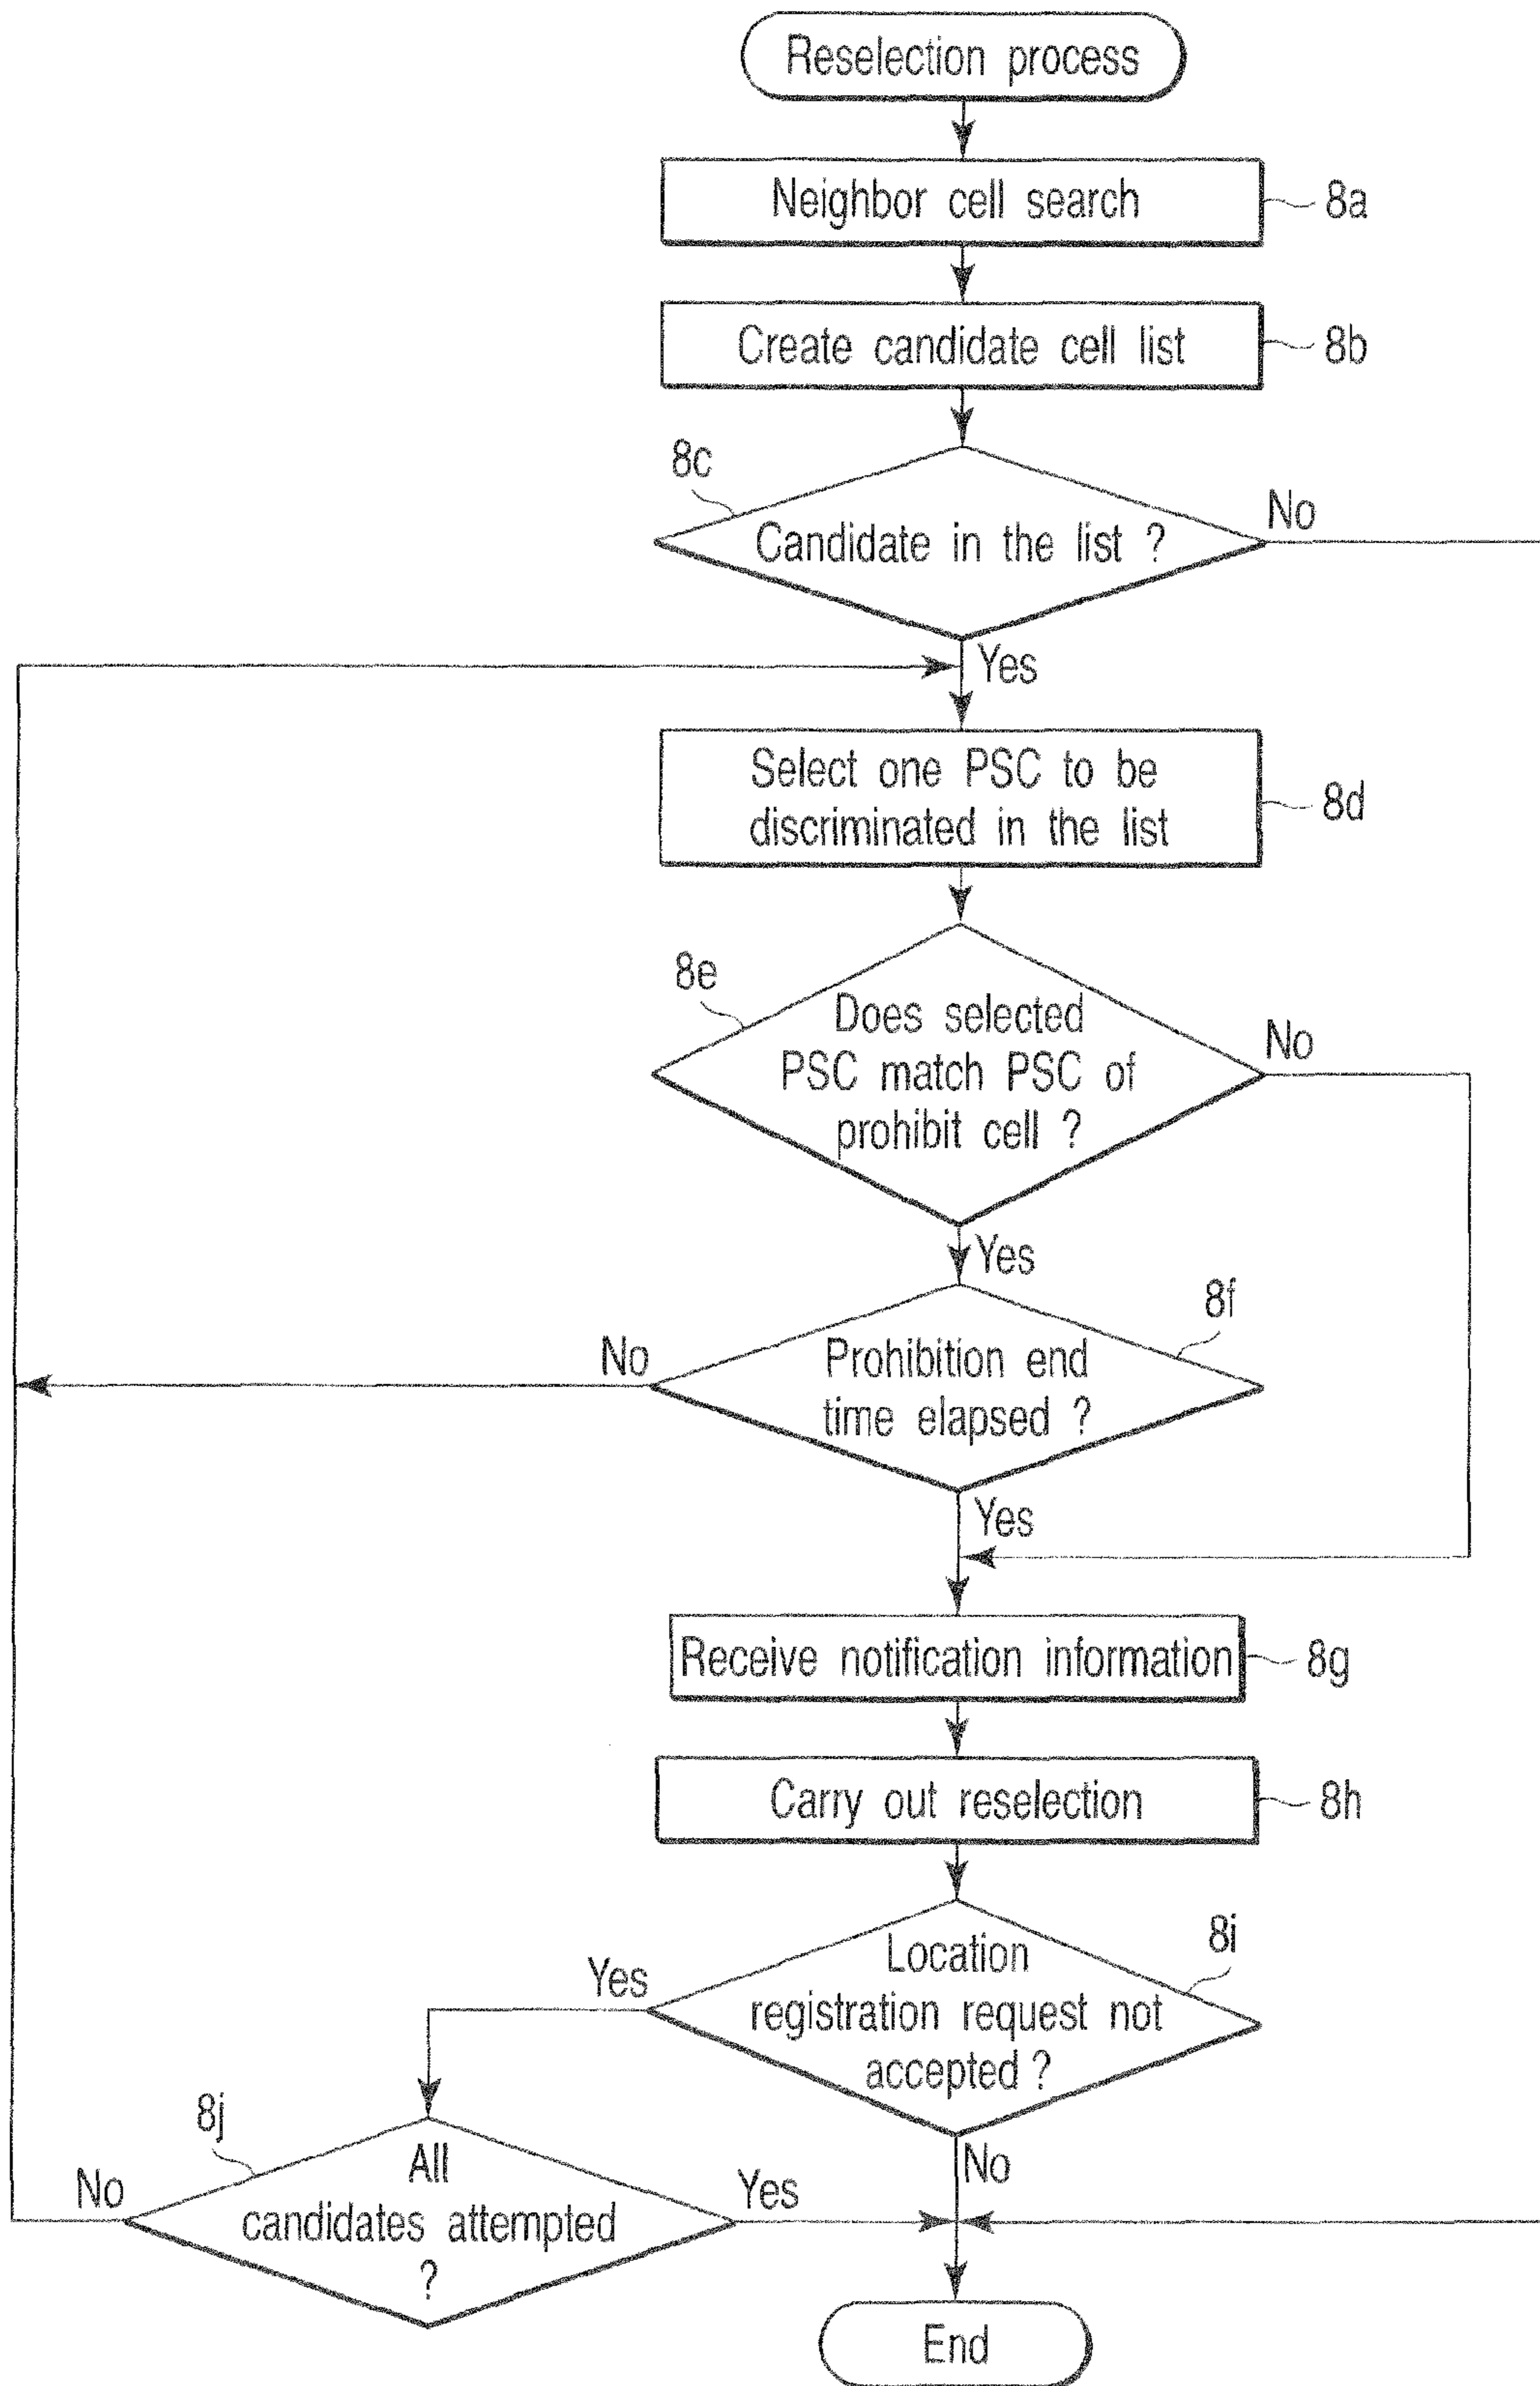 Reselection process
Neighbor cell search
8a
Create candidate cell list
8b
8c
Candidate in the list ?
No
Yes
Select one PSC to be
discriminated in the list
8d
8e
Does selected
PSC match PSC of
prohibit cell ?
No
Yes
8f
Prohibition end
time elapsed ?
No
Yes
Receive notification information
8g
Carry out reselection
8h
8i
Location
registration request not
accepted ?
Yes
No
8j
All
candidates attempted
?
No
Yes
End